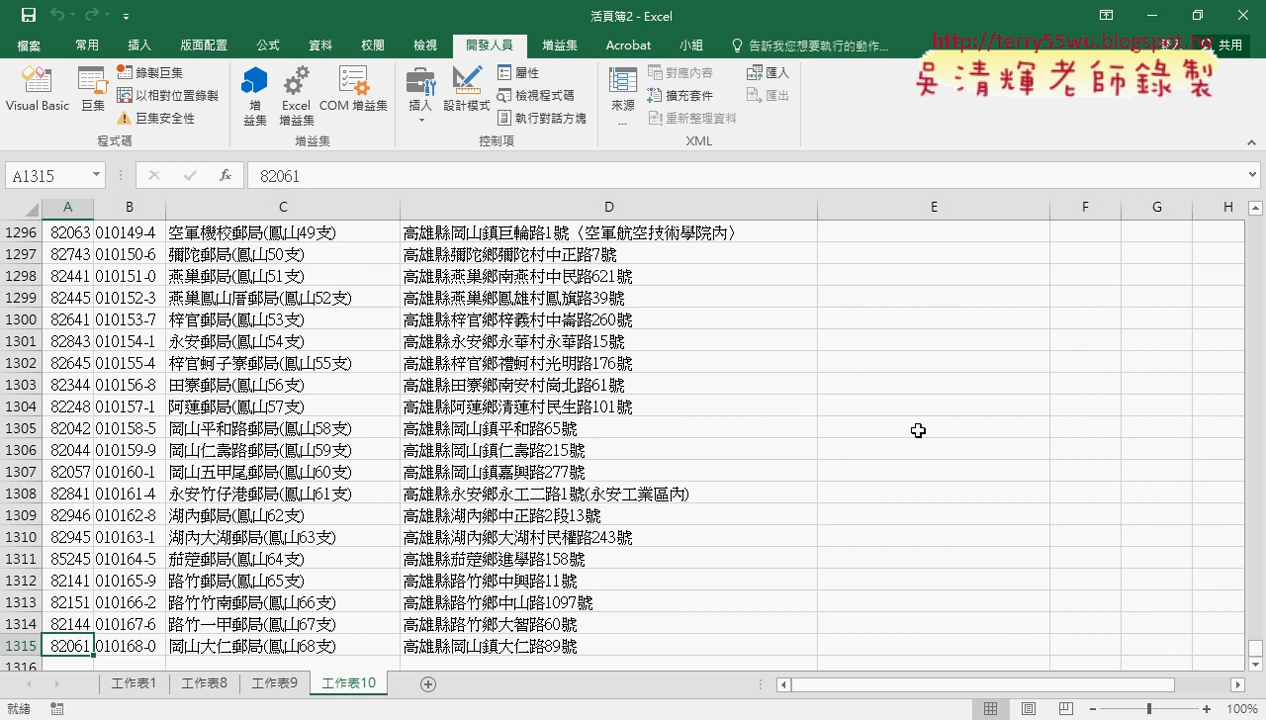 活頁簿2 - Excel
檔案 常用 插入 版面配置 公式 資料 校閱 檢視 開發人員 增益集 Acrobat 小組 告訴我您想要執行的動作... 共用
http://terry55wu.blogspot.tw
吳清輝老師錄製
Visual Basic 巨集 錄製巨集 以相對位置錄製 巨集安全性 程式碼
增益集 Excel 增益集 COM 增益集 增益集
插入 設計模式 屬性 檢視程式碼 執行對話方塊 控制項
來源 ... 對應內容 擴充套件 重新整理資料 匯入 匯出 XML
A1315 fx 82061
A B C D E F G H
1296 82063 010149-4 空軍機校郵局(鳳山49支) 高雄縣岡山鎮巨輪路1號〈空軍航空技術學院內〉
1297 82743 010150-6 彌陀郵局(鳳山50支) 高雄縣彌陀鄉彌陀村中正路7號
1298 82441 010151-0 燕巢郵局(鳳山51支) 高雄縣燕巢鄉南燕村中民路621號
1299 82445 010152-3 燕巢鳳山厝郵局(鳳山52支) 高雄縣燕巢鄉鳳雄村鳳旗路39號
1300 82641 010153-7 梓官郵局(鳳山53支) 高雄縣梓官鄉梓義村中崙路260號
1301 82843 010154-1 永安郵局(鳳山54支) 高雄縣永安鄉永華村永華路15號
1302 82645 010155-4 梓官蚵子寮郵局(鳳山55支) 高雄縣梓官鄉禮蚵村光明路176號
1303 82344 010156-8 田寮郵局(鳳山56支) 高雄縣田寮鄉南安村崗北路61號
1304 82248 010157-1 阿蓮郵局(鳳山57支) 高雄縣阿蓮鄉清蓮村民生路101號
1305 82042 010158-5 岡山平和路郵局(鳳山58支) 高雄縣岡山鎮平和路65號
1306 82044 010159-9 岡山仁壽路郵局(鳳山59支) 高雄縣岡山鎮仁壽路215號
1307 82057 010160-1 岡山五甲尾郵局(鳳山60支) 高雄縣岡山鎮嘉興路277號
1308 82841 010161-4 永安竹仔港郵局(鳳山61支) 高雄縣永安鄉永工二路1號(永安工業區內)
1309 82946 010162-8 湖內郵局(鳳山62支) 高雄縣湖內鄉中正路2段13號
1310 82945 010163-1 湖內大湖郵局(鳳山63支) 高雄縣湖內鄉大湖村民權路243號
1311 85245 010164-5 茄萣郵局(鳳山64支) 高雄縣茄萣鄉進學路158號
1312 82141 010165-9 路竹郵局(鳳山65支) 高雄縣路竹鄉中興路11號
1313 82151 010166-2 路竹竹南郵局(鳳山66支) 高雄縣路竹鄉中山路1097號
1314 82144 010167-6 路竹一甲郵局(鳳山67支) 高雄縣路竹鄉大智路60號
1315 82061 010168-0 岡山大仁郵局(鳳山68支) 高雄縣岡山鎮大仁路89號
1316
工作表1 工作表8 工作表9 工作表10
就緒 100%